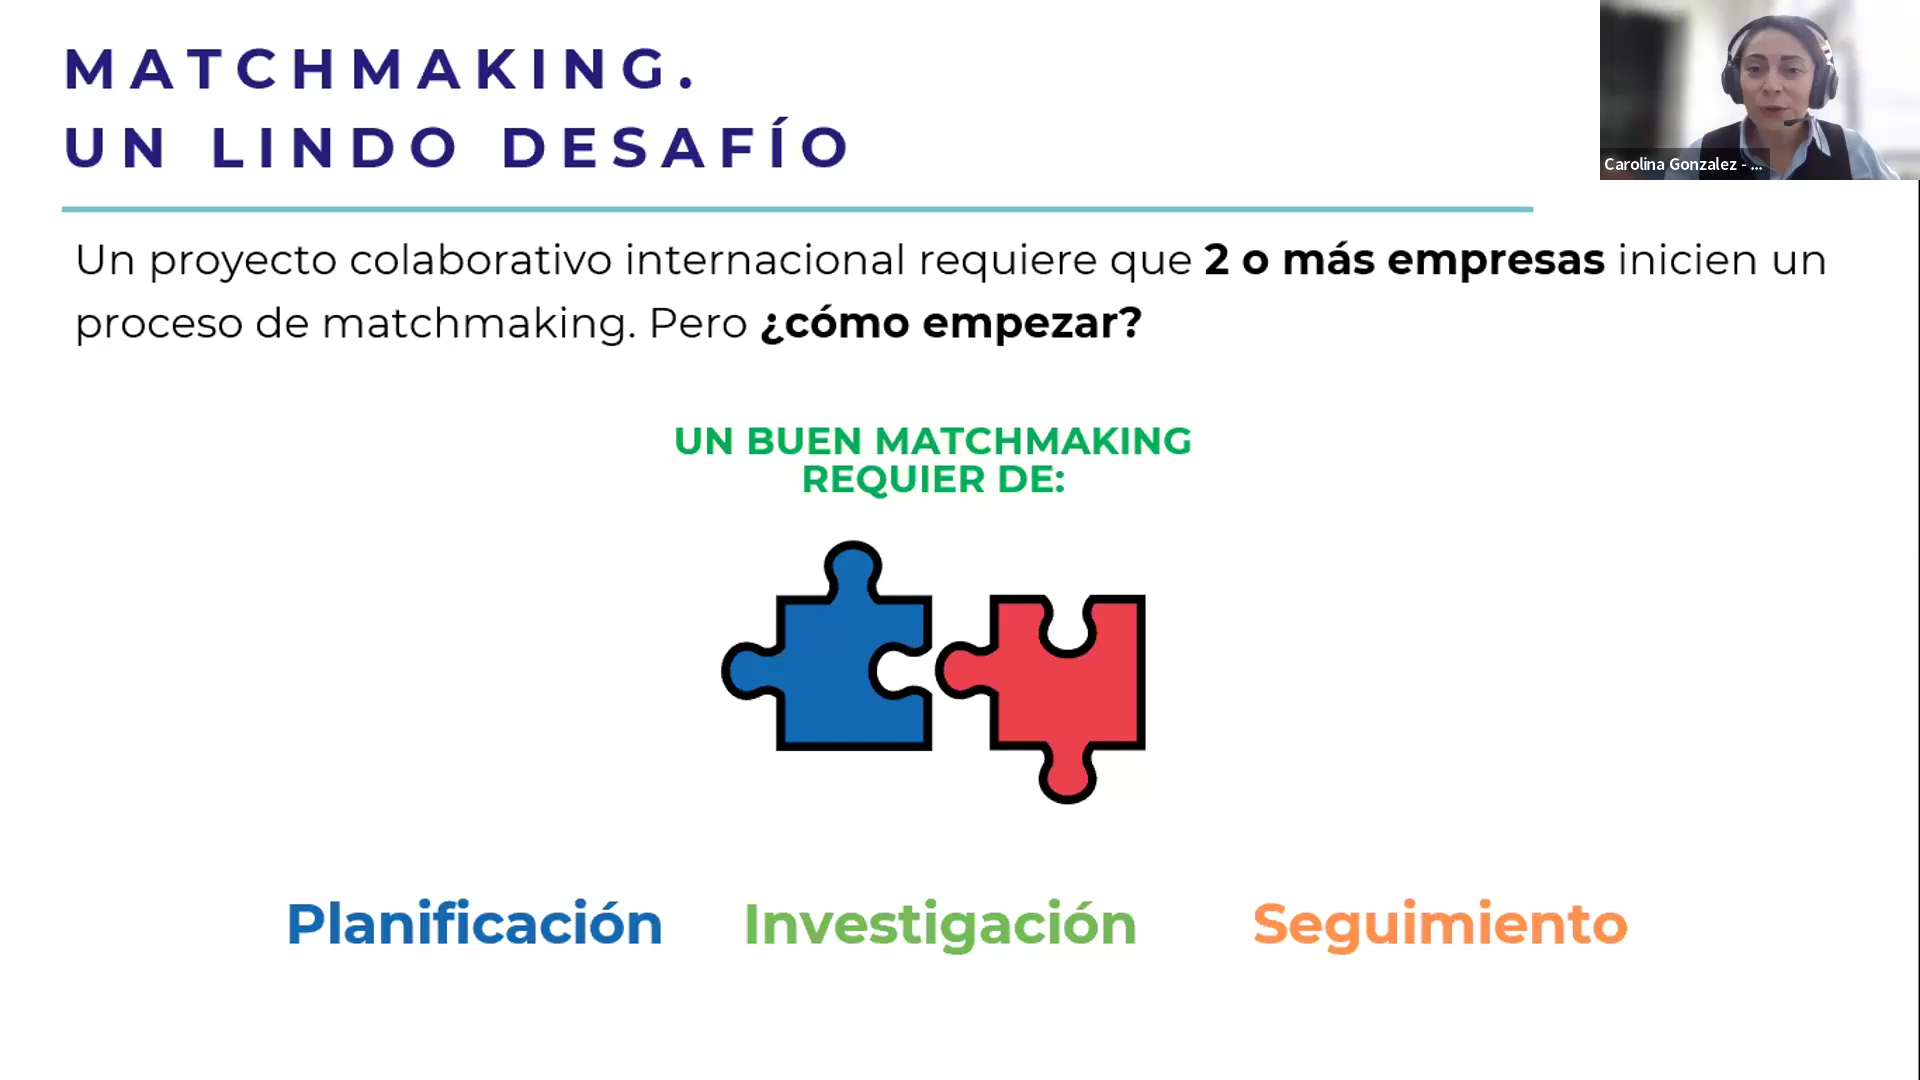 MATCHMAKING.
UN LINDO DESAFÍO
Carolina Gonzalez - ...
Un proyecto colaborativo internacional requiere que 2 o más empresas inicien un
proceso de matchmaking. Pero ¿cómo empezar?
UN BUEN MATCHMAKING
REQUIER DE:
Planificación Investigación Seguimiento